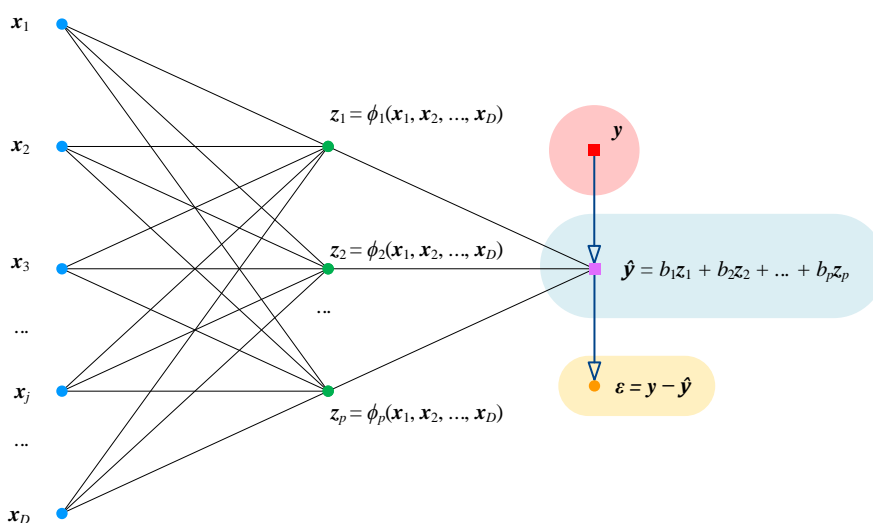 x1
x2
x3
...
xj
...
xD
z1 = ϕ1(x1, x2, ..., xD)
z2 = ϕ2(x1, x2, ..., xD)
...
zp = ϕp(x1, x2, ..., xD)
y
ŷ = b1z1 + b2z2 + ... + bpzp
ε = y − ŷ